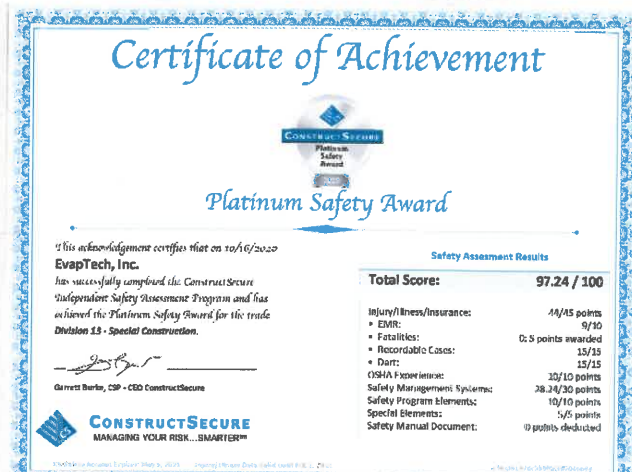 Certificate of Achievement
CONSTRUCTSECURE
Platinum
Safety
Award
Platinum Safety Award
This acknowledgement certifies that on 10/16/2020
EvapTech, Inc.
has successfully completed the ConstructSecure
Independent Safety Assessment Program and has
achieved the Platinum Safety Award for the trade
Division 13 - Special Construction.
Garrett Burke, CSP - CEO ConstructSecure
CONSTRUCTSECURE
MANAGING YOUR RISK...SMARTER
Safety Assesment Results
Total Score: 97.24 / 100
Injury/Illness/Insurance: 44/45 points
• EMR: 9/10
• Fatalities: 0: 5 points awarded
• Recordable Cases: 15/15
• Dart: 15/15
OSHA Experience: 10/10 points
Safety Management Systems: 28.24/30 points
Safety Program Elements: 10/10 points
Special Elements: 5/5 points
Safety Manual Document: 0 points deducted